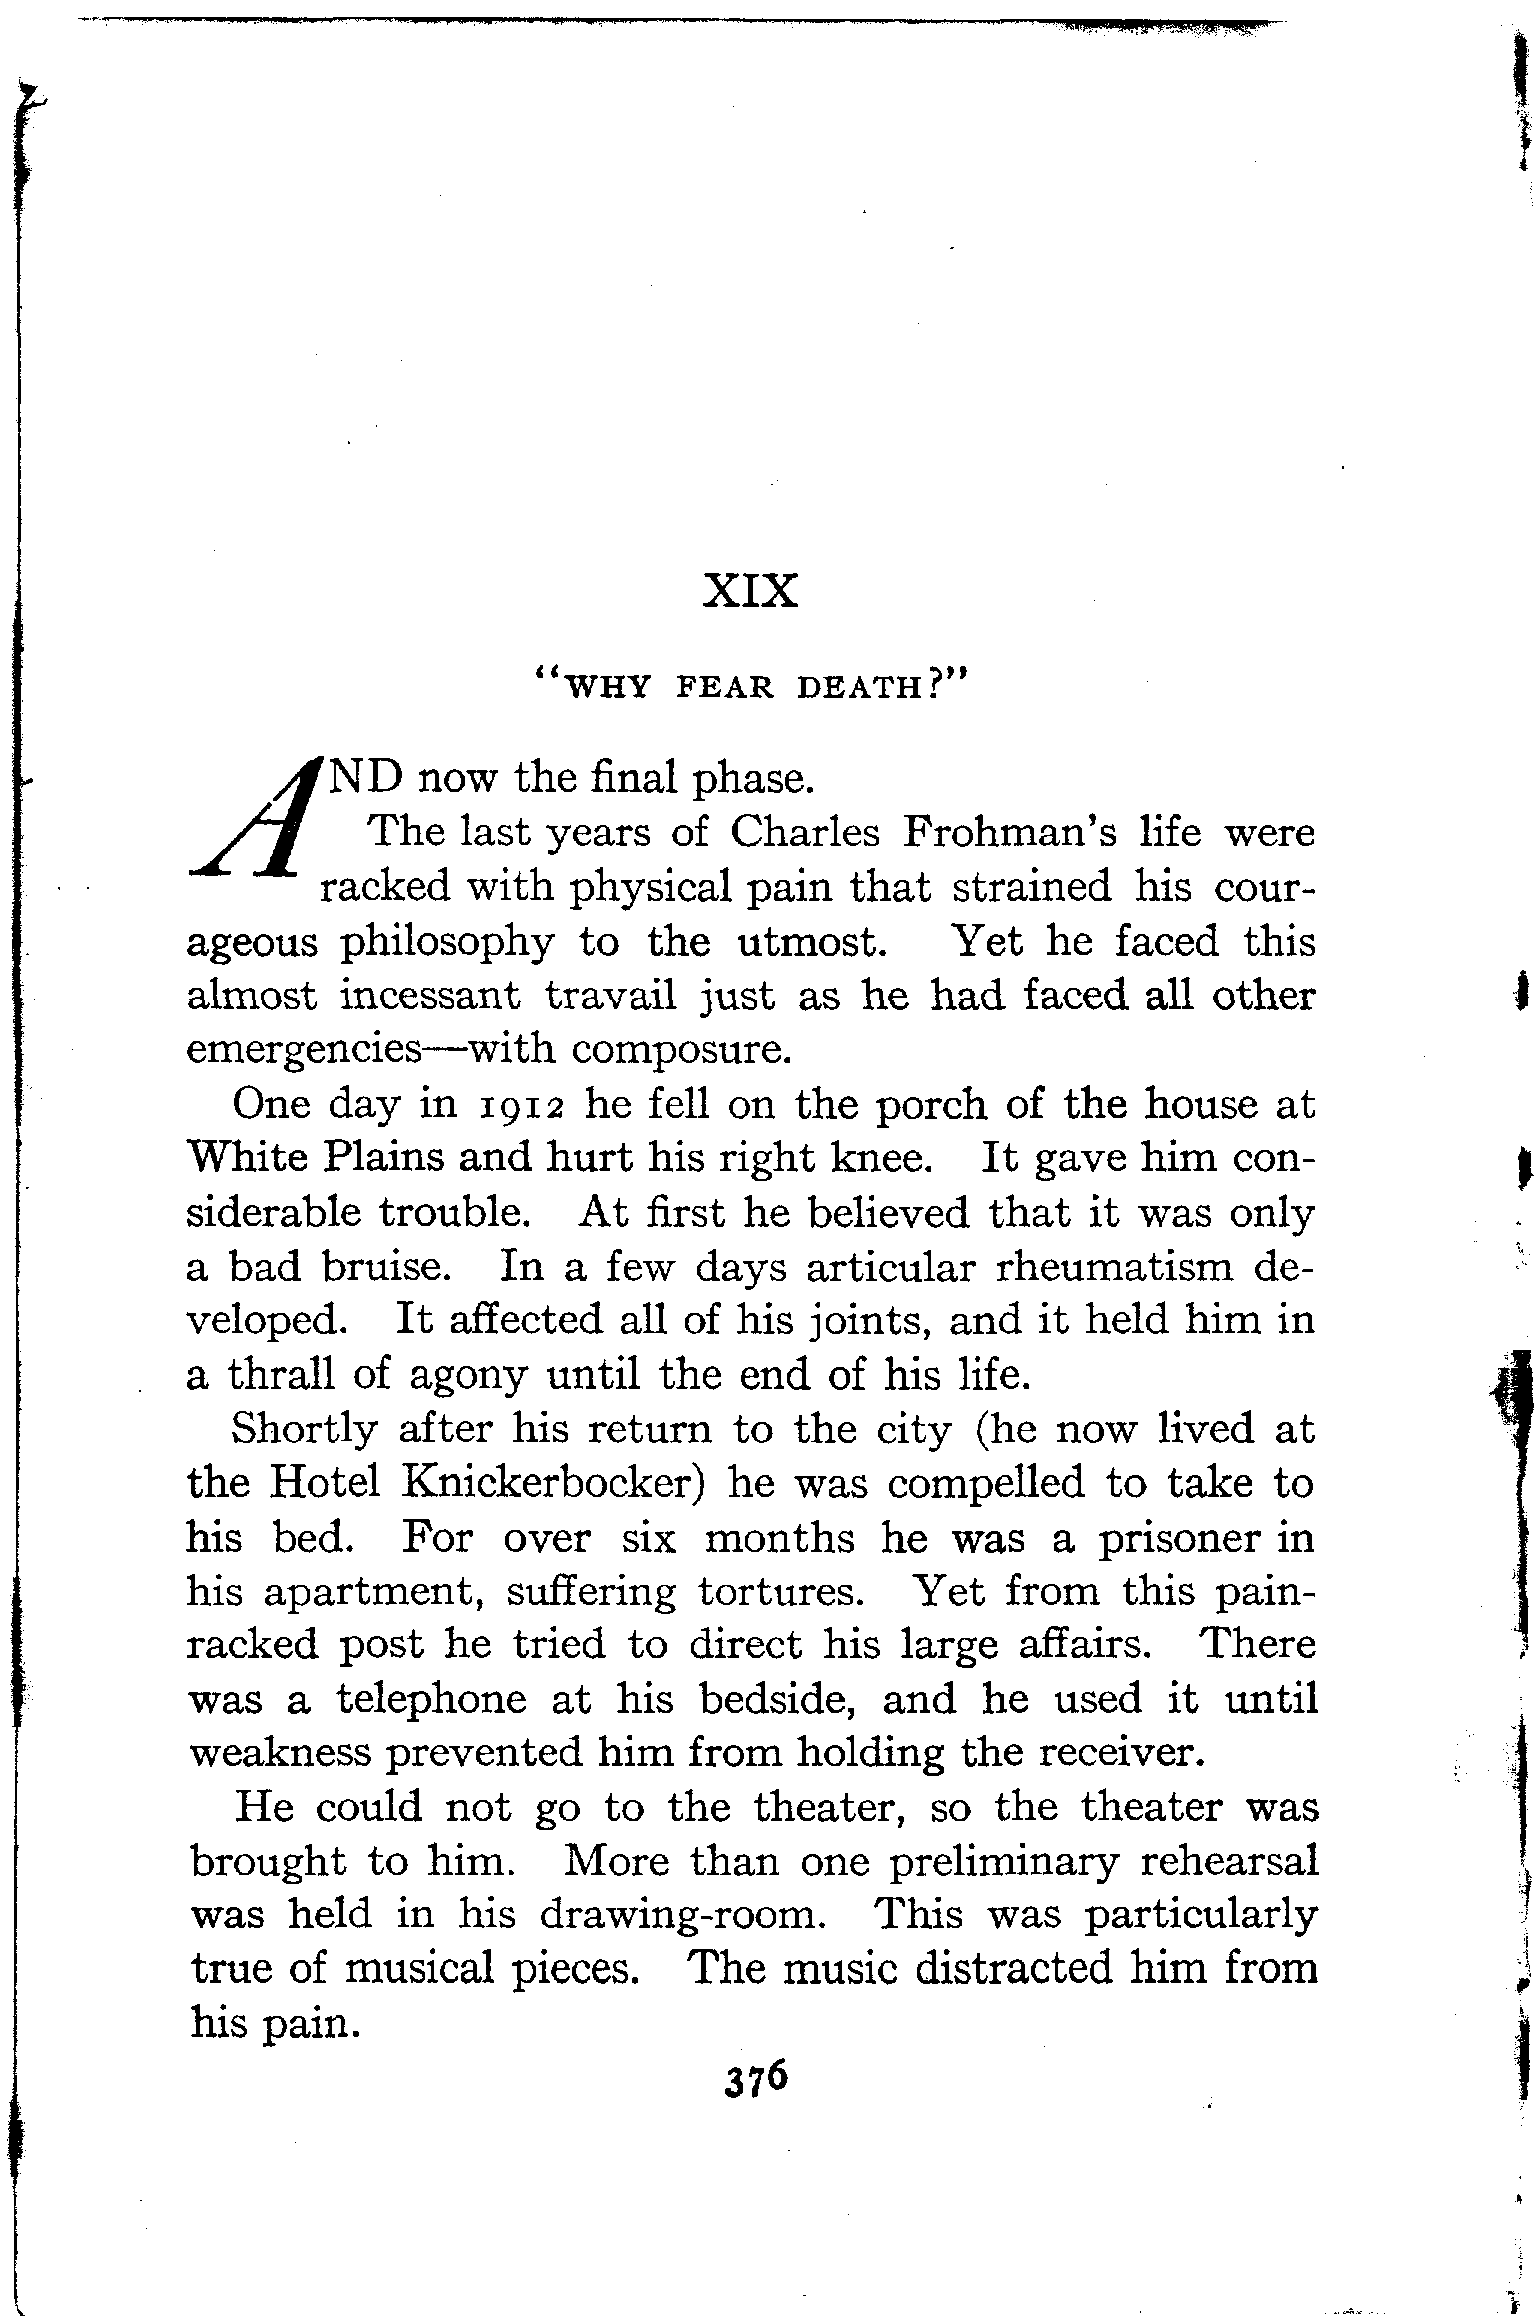 XIX
"WHY FEAR DEATH?"
AND now the final phase.
The last years of Charles Frohman's life were
racked with physical pain that strained his cour-
ageous philosophy to the utmost. Yet he faced this
almost incessant travail just as he had faced all other
emergencies—with composure.
One day in 1912 he fell on the porch of the house at
White Plains and hurt his right knee. It gave him con-
siderable trouble. At first he believed that it was only
a bad bruise. In a few days articular rheumatism de-
veloped. It affected all of his joints, and it held him in
a thrall of agony until the end of his life.
Shortly after his return to the city (he now lived at
the Hotel Knickerbocker) he was compelled to take to
his bed. For over six months he was a prisoner in
his apartment, suffering tortures. Yet from this pain-
racked post he tried to direct his large affairs. There
was a telephone at his bedside, and he used it until
weakness prevented him from holding the receiver.
He could not go to the theater, so the theater was
brought to him. More than one preliminary rehearsal
was held in his drawing-room. This was particularly
true of musical pieces. The music distracted him from
his pain.
376